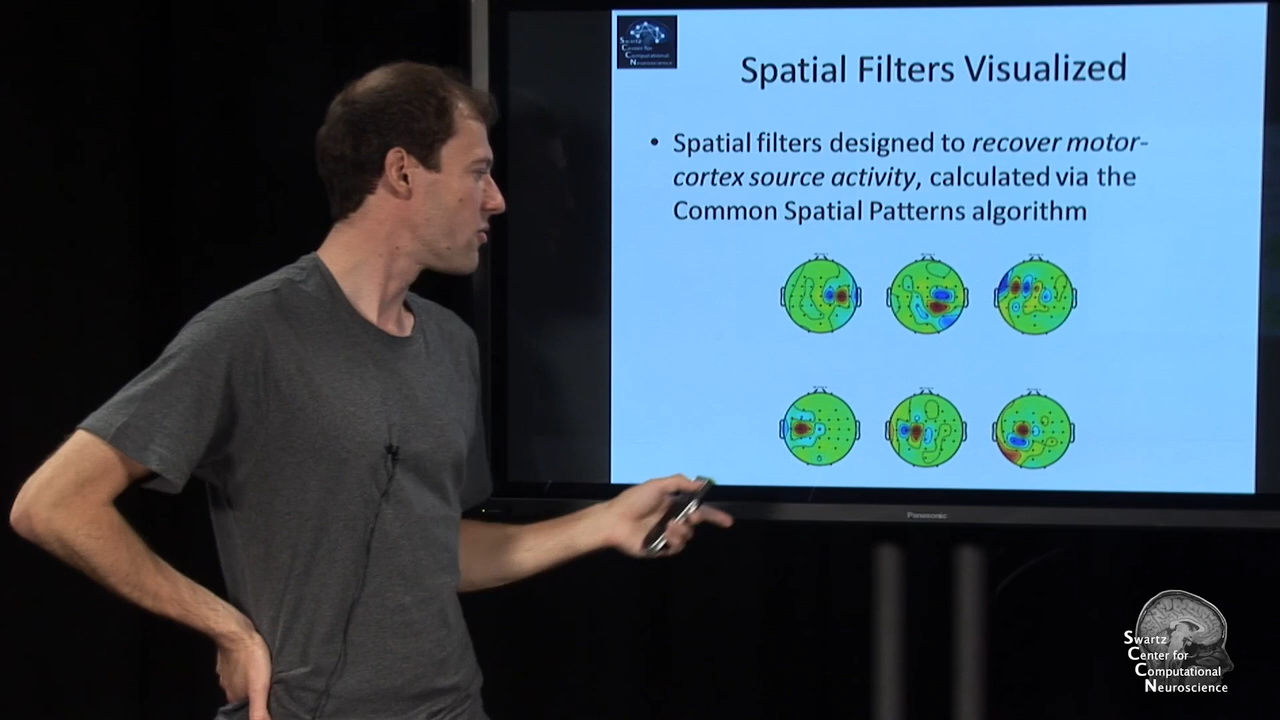 Swartz
Center for
Computational
Neuroscience
Spatial Filters Visualized
• Spatial filters designed to recover motor-
cortex source activity, calculated via the
Common Spatial Patterns algorithm
Panasonic
Swartz
Center for
Computational
Neuroscience